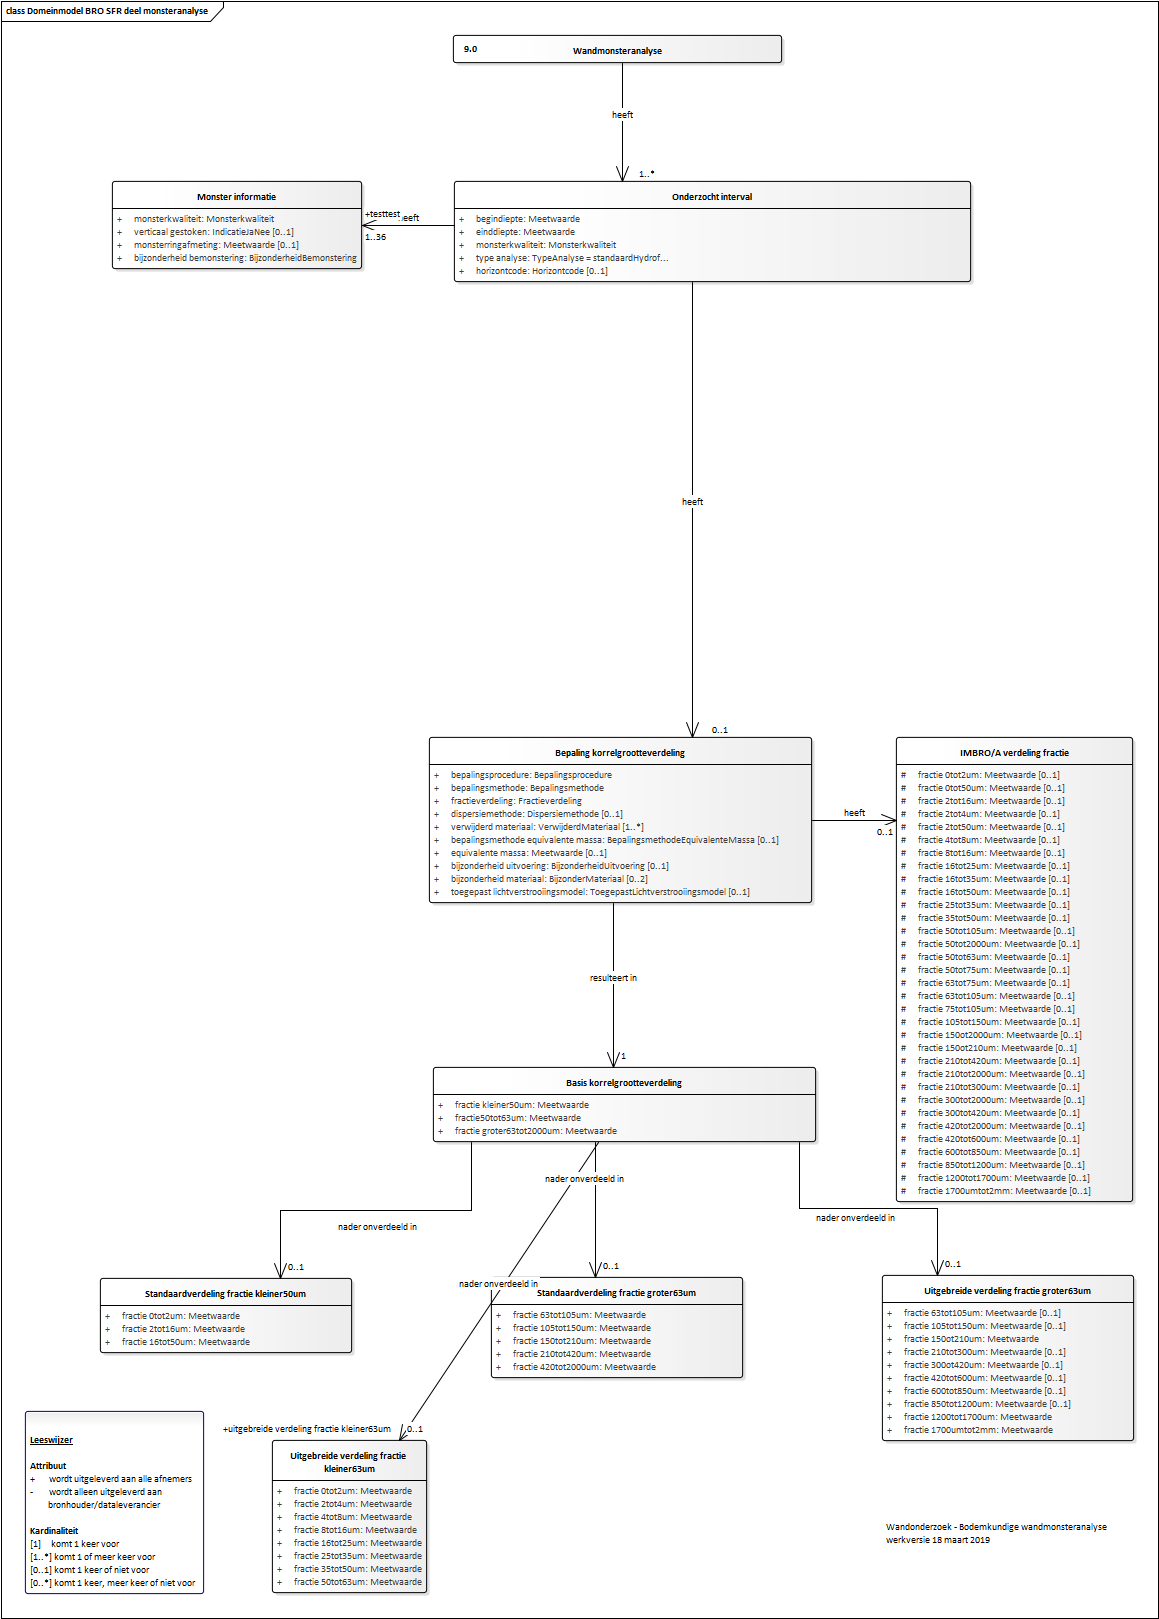 class Domeinmodel BRO SFR deel monsteranalyse
9.0 Wandmonsteranalyse
heeft
1..*
Monster informatie
+ monsterkwaliteit: Monsterkwaliteit
+ verticaal gestoken: IndicatieJaNee [0..1]
+ monsterringafmeting: Meetwaarde [0..1]
+ bijzonderheid bemonstering: BijzonderheidBemonstering
+testtest
eeft
1..36
Onderzocht interval
+ begindiepte: Meetwaarde
+ einddiepte: Meetwaarde
+ monsterkwaliteit: Monsterkwaliteit
+ type analyse: TypeAnalyse = standaardHydrof...
+ horizontcode: Horizontcode [0..1]
heeft
0..1
Bepaling korrelgrootteverdeling
+ bepalingsprocedure: Bepalingsprocedure
+ bepalingsmethode: Bepalingsmethode
+ fractieverdeling: Fractieverdeling
+ dispersiemethode: Dispersiemethode [0..1]
+ verwijderd materiaal: VerwijderdMateriaal [1..*]
+ bepalingsmethode equivalente massa: BepalingsmethodeEquivalenteMassa [0..1]
+ equivalente massa: Meetwaarde [0..1]
+ bijzonderheid uitvoering: BijzonderheidUitvoering [0..1]
+ bijzonderheid materiaal: BijzonderMateriaal [0..2]
+ toegepast lichtverstrooiingsmodel: ToegepastLichtverstrooiingsmodel [0..1]
heeft
0..1
IMBRO/A verdeling fractie
# fractie 0tot2um: Meetwaarde [0..1]
# fractie 0tot50um: Meetwaarde [0..1]
# fractie 2tot16um: Meetwaarde [0..1]
# fractie 2tot4um: Meetwaarde [0..1]
# fractie 2tot50um: Meetwaarde [0..1]
# fractie 4tot8um: Meetwaarde [0..1]
# fractie 8tot16um: Meetwaarde [0..1]
# fractie 16tot25um: Meetwaarde [0..1]
# fractie 16tot35um: Meetwaarde [0..1]
# fractie 16tot50um: Meetwaarde [0..1]
# fractie 25tot35um: Meetwaarde [0..1]
# fractie 35tot50um: Meetwaarde [0..1]
# fractie 50tot105um: Meetwaarde [0..1]
# fractie 50tot2000um: Meetwaarde [0..1]
# fractie 50tot63um: Meetwaarde [0..1]
# fractie 50tot75um: Meetwaarde [0..1]
# fractie 63tot75um: Meetwaarde [0..1]
# fractie 63tot105um: Meetwaarde [0..1]
# fractie 75tot105um: Meetwaarde [0..1]
# fractie 105tot150um: Meetwaarde [0..1]
# fractie 150ot2000um: Meetwaarde [0..1]
# fractie 150ot210um: Meetwaarde [0..1]
# fractie 210tot420um: Meetwaarde [0..1]
# fractie 210tot2000um: Meetwaarde [0..1]
# fractie 210tot300um: Meetwaarde [0..1]
# fractie 300tot2000um: Meetwaarde [0..1]
# fractie 300tot420um: Meetwaarde [0..1]
# fractie 420tot2000um: Meetwaarde [0..1]
# fractie 420tot600um: Meetwaarde [0..1]
# fractie 600tot850um: Meetwaarde [0..1]
# fractie 850tot1200um: Meetwaarde [0..1]
# fractie 1200tot1700um: Meetwaarde [0..1]
# fractie 1700umtot2mm: Meetwaarde [0..1]
resulteert in
1
Basis korrelgrootteverdeling
+ fractie kleiner50um: Meetwaarde
+ fractie50tot63um: Meetwaarde
+ fractie groter63tot2000um: Meetwaarde
nader onverdeeld in
nader onverdeeld in
nader onverdeeld in
nader onverdeeld in
0..1
Standaardverdeling fractie kleiner50um
+ fractie 0tot2um: Meetwaarde
+ fractie 2tot16um: Meetwaarde
+ fractie 16tot50um: Meetwaarde
0..1
Standaardverdeling fractie groter63um
+ fractie 63tot105um: Meetwaarde
+ fractie 105tot150um: Meetwaarde
+ fractie 150tot210um: Meetwaarde
+ fractie 210tot420um: Meetwaarde
+ fractie 420tot2000um: Meetwaarde
0..1
Uitgebreide verdeling fractie groter63um
+ fractie 63tot105um: Meetwaarde [0..1]
+ fractie 105tot150um: Meetwaarde [0..1]
+ fractie 150ot210um: Meetwaarde
+ fractie 210tot300um: Meetwaarde [0..1]
+ fractie 300ot420um: Meetwaarde [0..1]
+ fractie 420tot600um: Meetwaarde [0..1]
+ fractie 600tot850um: Meetwaarde [0..1]
+ fractie 850tot1200um: Meetwaarde [0..1]
+ fractie 1200tot1700um: Meetwaarde
+ fractie 1700umtot2mm: Meetwaarde
+uitgebreide verdeling fractie kleiner63um
0..1
Uitgebreide verdeling fractie
kleiner63um
+ fractie 0tot2um: Meetwaarde
+ fractie 2tot4um: Meetwaarde
+ fractie 4tot8um: Meetwaarde
+ fractie 8tot16um: Meetwaarde
+ fractie 16tot25um: Meetwaarde
+ fractie 25tot35um: Meetwaarde
+ fractie 35tot50um: Meetwaarde
+ fractie 50tot63um: Meetwaarde
Leeswijzer
Attribuut
+ wordt uitgeleverd aan alle afnemers
- wordt alleen uitgeleverd aan
bronhouder/dataleverancier
Kardinaliteit
[1] komt 1 keer voor
[1..*] komt 1 of meer keer voor
[0..1] komt 1 keer of niet voor
[0..*] komt 1 keer, meer keer of niet voor
Wandonderzoek - Bodemkundige wandmonsteranalyse
werkversie 18 maart 2019